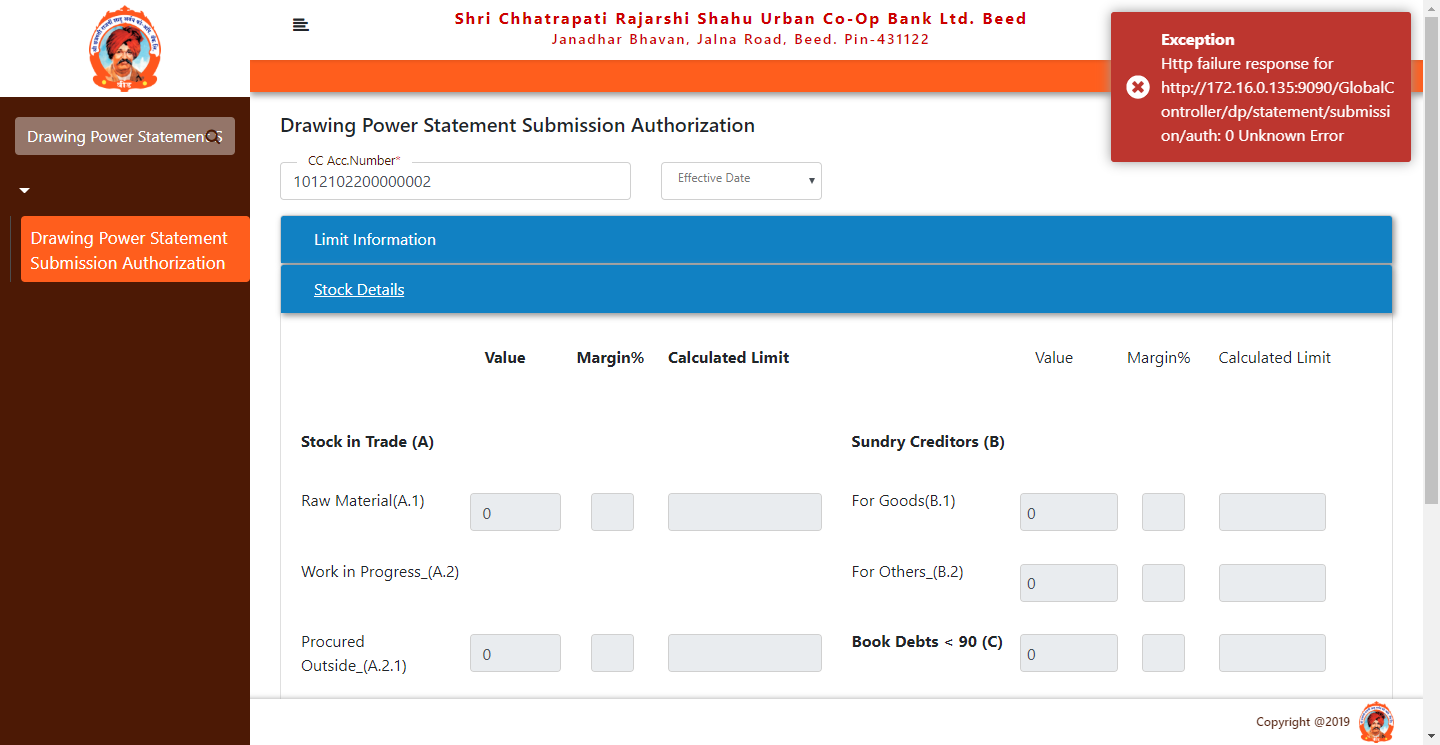 Shri Chhatrapati Rajarshi Shahu Urban Co-Op Bank Ltd. Beed
Janadhar Bhavan, Jalna Road, Beed. Pin-431122
Exception
Http failure response for
http://172.16.0.135:9090/GlobalC
ontroller/dp/statement/submissi
on/auth: 0 Unknown Error
बीड
Drawing Power Statement S
Drawing Power Statement
Submission Authorization
Drawing Power Statement Submission Authorization
CC Acc.Number*
1012102200000002
Effective Date
Limit Information
Stock Details
Value Margin% Calculated Limit Value Margin% Calculated Limit
Stock in Trade (A) Sundry Creditors (B)
Raw Material(A.1) 0 For Goods(B.1) 0
Work in Progress_(A.2) For Others_(B.2) 0
Procured
Outside_(A.2.1) 0 Book Debts < 90 (C) 0
Copyright @2019